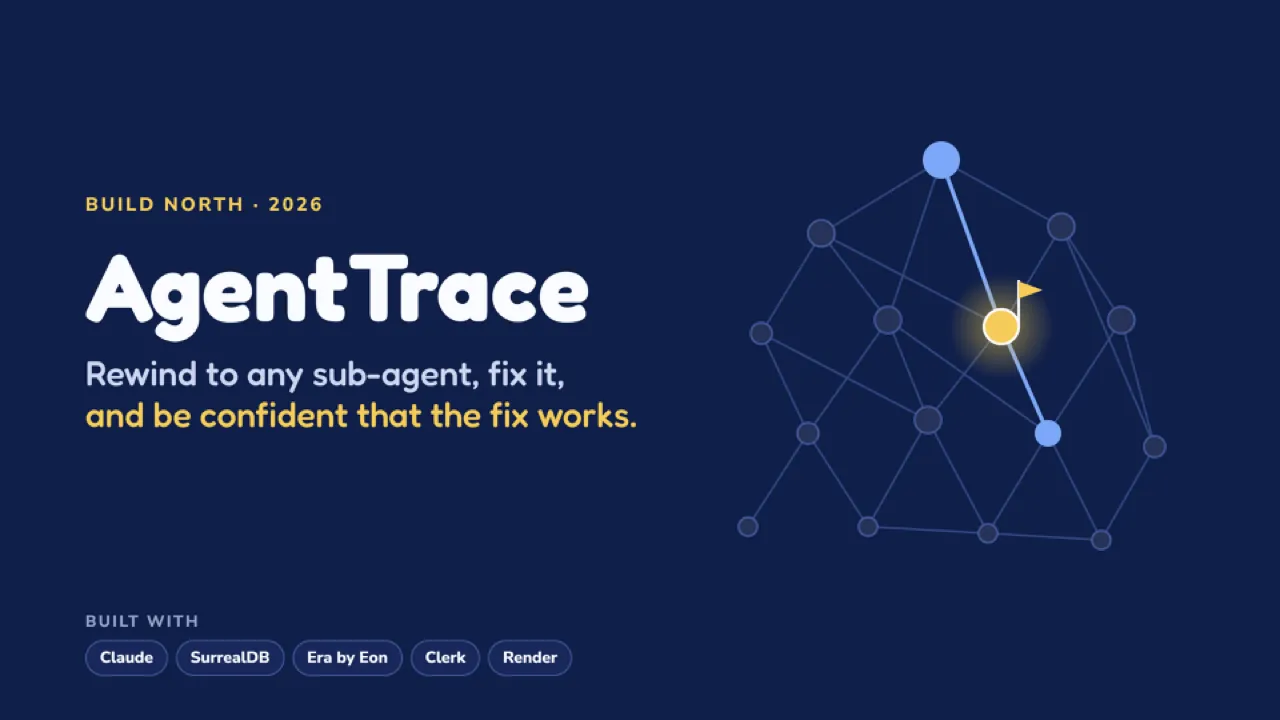 BUILD NORTH · 2026
AgentTrace
Rewind to any sub-agent, fix it,
and be confident that the fix works.
BUILT WITH
Claude SurrealDB Era by Eon Clerk Render